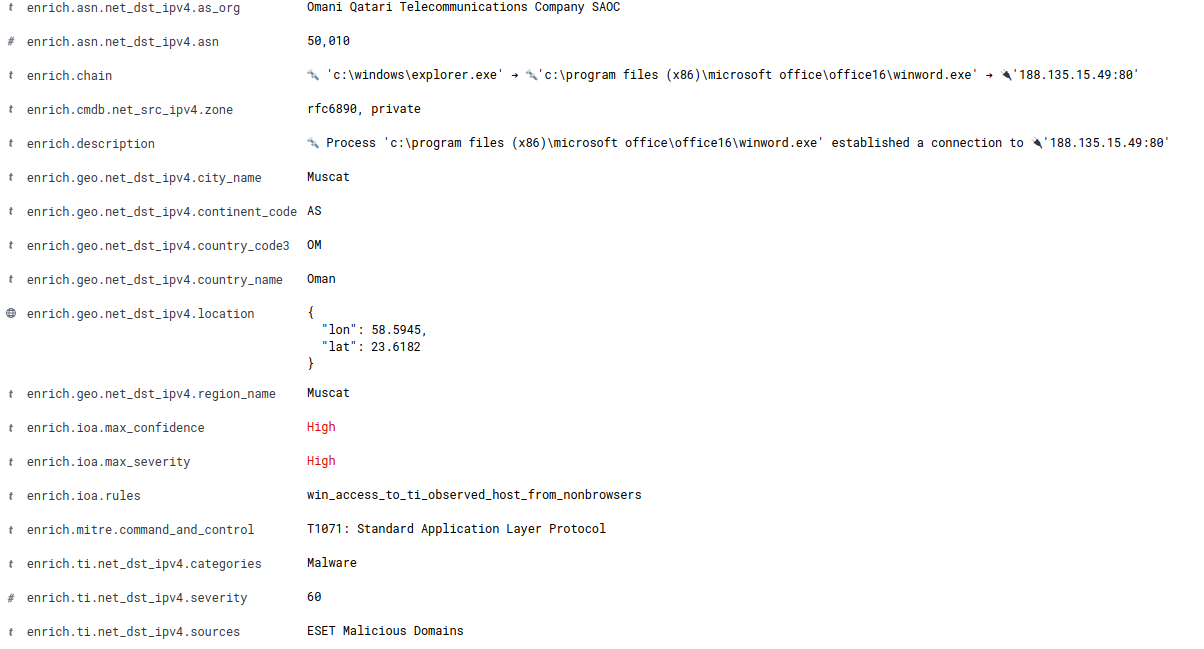 t enrich.asn.net_dst_ipv4.as_org Omani Qatari Telecommunications Company SAOC
# enrich.asn.net_dst_ipv4.asn 50,010
t enrich.chain 'c:\windows\explorer.exe' → 'c:\program files (x86)\microsoft office\office16\winword.exe' → '188.135.15.49:80'
t enrich.cmdb.net_src_ipv4.zone rfc6890, private
t enrich.description Process 'c:\program files (x86)\microsoft office\office16\winword.exe' established a connection to '188.135.15.49:80'
t enrich.geo.net_dst_ipv4.city_name Muscat
t enrich.geo.net_dst_ipv4.continent_code AS
t enrich.geo.net_dst_ipv4.country_code3 OM
t enrich.geo.net_dst_ipv4.country_name Oman
enrich.geo.net_dst_ipv4.location {
"lon": 58.5945,
"lat": 23.6182
}
t enrich.geo.net_dst_ipv4.region_name Muscat
t enrich.ioa.max_confidence High
t enrich.ioa.max_severity High
t enrich.ioa.rules win_access_to_ti_observed_host_from_nonbrowsers
t enrich.mitre.command_and_control T1071: Standard Application Layer Protocol
t enrich.ti.net_dst_ipv4.categories Malware
# enrich.ti.net_dst_ipv4.severity 60
t enrich.ti.net_dst_ipv4.sources ESET Malicious Domains